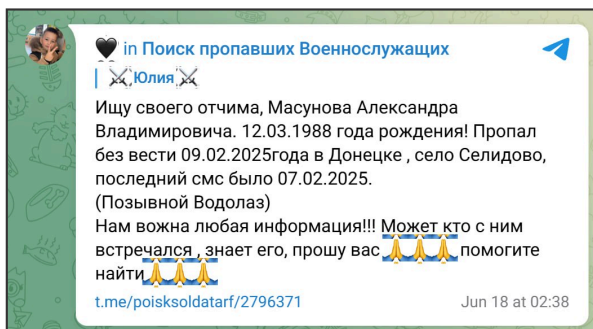 🖤 in Поиск пропавших Военнослужащих
⚔️Юлия⚔️
Ищу своего отчима, Масунова Александра
Владимировича. 12.03.1988 года рождения! Пропал
без вести 09.02.2025года в Донецке , село Селидово,
последний смс было 07.02.2025.
(Позывной Водолаз)
Нам вожна любая информация!!! Может кто с ним
встречался , знает его, прошу вас 🙏🙏🙏 помогите
найти🙏🙏🙏
t.me/poisksoldatarf/2796371 Jun 18 at 02:38